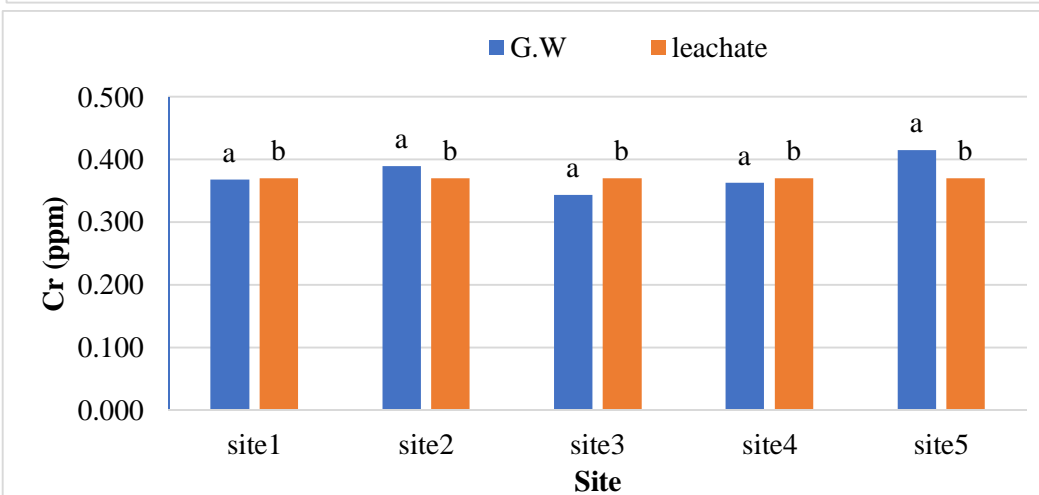 G.W leachate
Cr (ppm)
0.500
0.400
0.300
0.200
0.100
0.000
a b a b a b a b a b
site1 site2 site3 site4 site5
Site